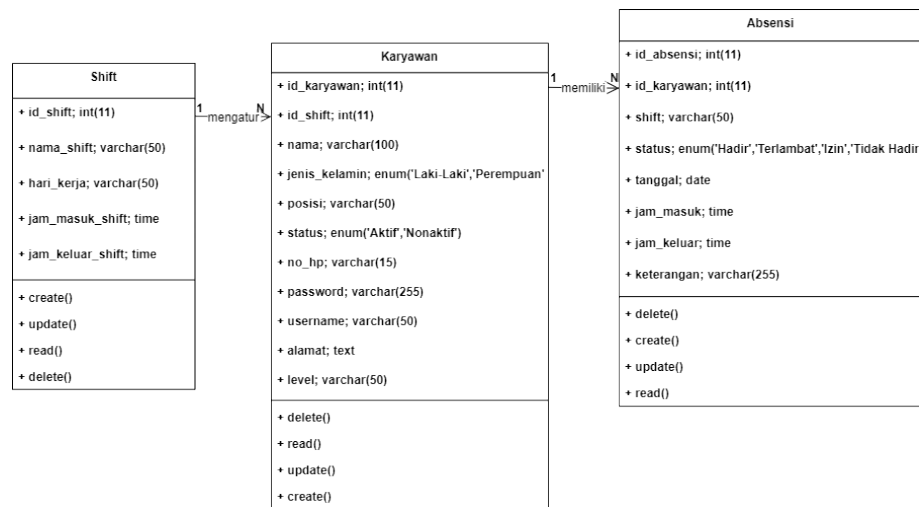 Shift
+ id_shift; int(11)
+ nama_shift; varchar(50)
+ hari_kerja; varchar(50)
+ jam_masuk_shift; time
+ jam_keluar_shift; time
+ create()
+ update()
+ read()
+ delete()
1
mengatur
N
Karyawan
+ id_karyawan; int(11)
+ id_shift; int(11)
+ nama; varchar(100)
+ jenis_kelamin; enum('Laki-Laki','Perempuan'
+ posisi; varchar(50)
+ status; enum('Aktif','Nonaktif')
+ no_hp; varchar(15)
+ password; varchar(255)
+ username; varchar(50)
+ alamat; text
+ level; varchar(50)
+ delete()
+ read()
+ update()
+ create()
1
memiliki
N
Absensi
+ id_absensi; int(11)
+ id_karyawan; int(11)
+ shift; varchar(50)
+ status; enum('Hadir','Terlambat','Izin','Tidak Hadir
+ tanggal; date
+ jam_masuk; time
+ jam_keluar; time
+ keterangan; varchar(255)
+ delete()
+ create()
+ update()
+ read()